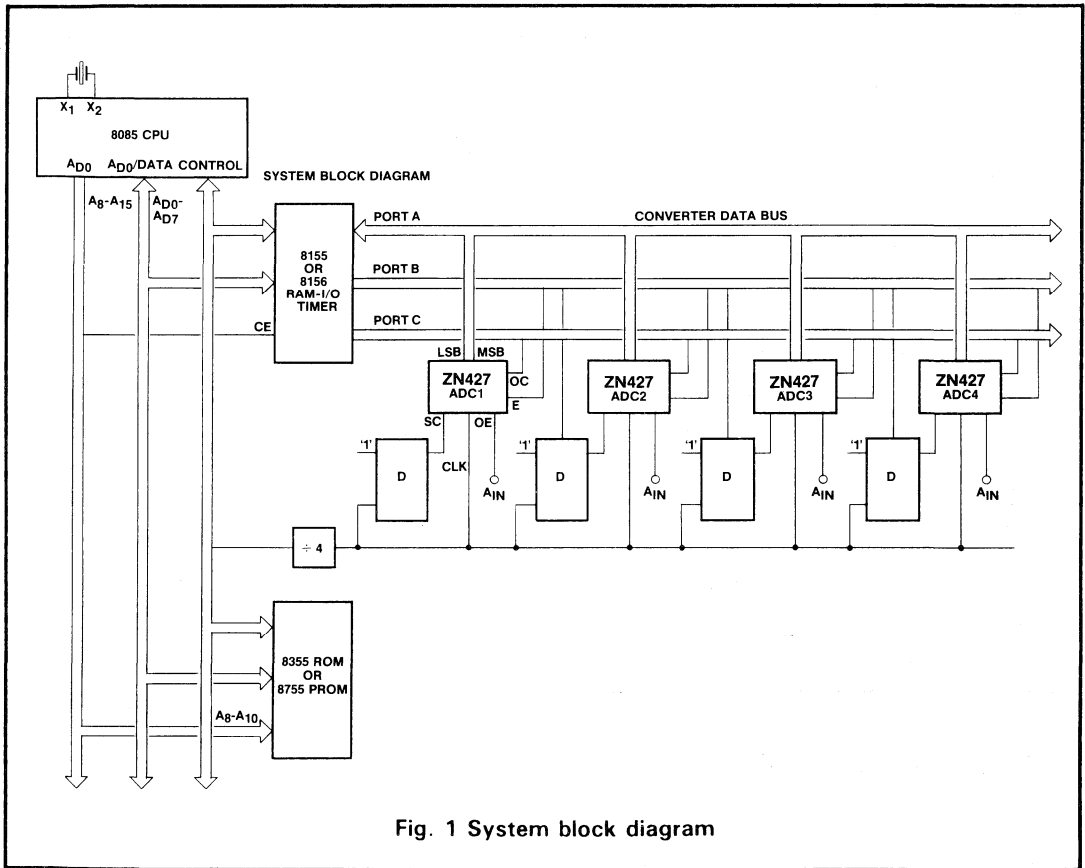 X1 X2
8085 CPU
AD0 AD0/DATA CONTROL
SYSTEM BLOCK DIAGRAM
A8-A15
AD0-
AD7
8155
OR
8156
RAM-I/O
TIMER
CE
PORT A
CONVERTER DATA BUS
PORT B
PORT C
LSB MSB
ZN427
ADC1
OC
E
SC
OE
CLK
'1'
D
AIN
ZN427
ADC2
'1'
D
AIN
ZN427
ADC3
'1'
D
AIN
ZN427
ADC4
'1'
D
AIN
÷ 4
8355 ROM
OR
8755 PROM
A8-A10
Fig. 1 System block diagram